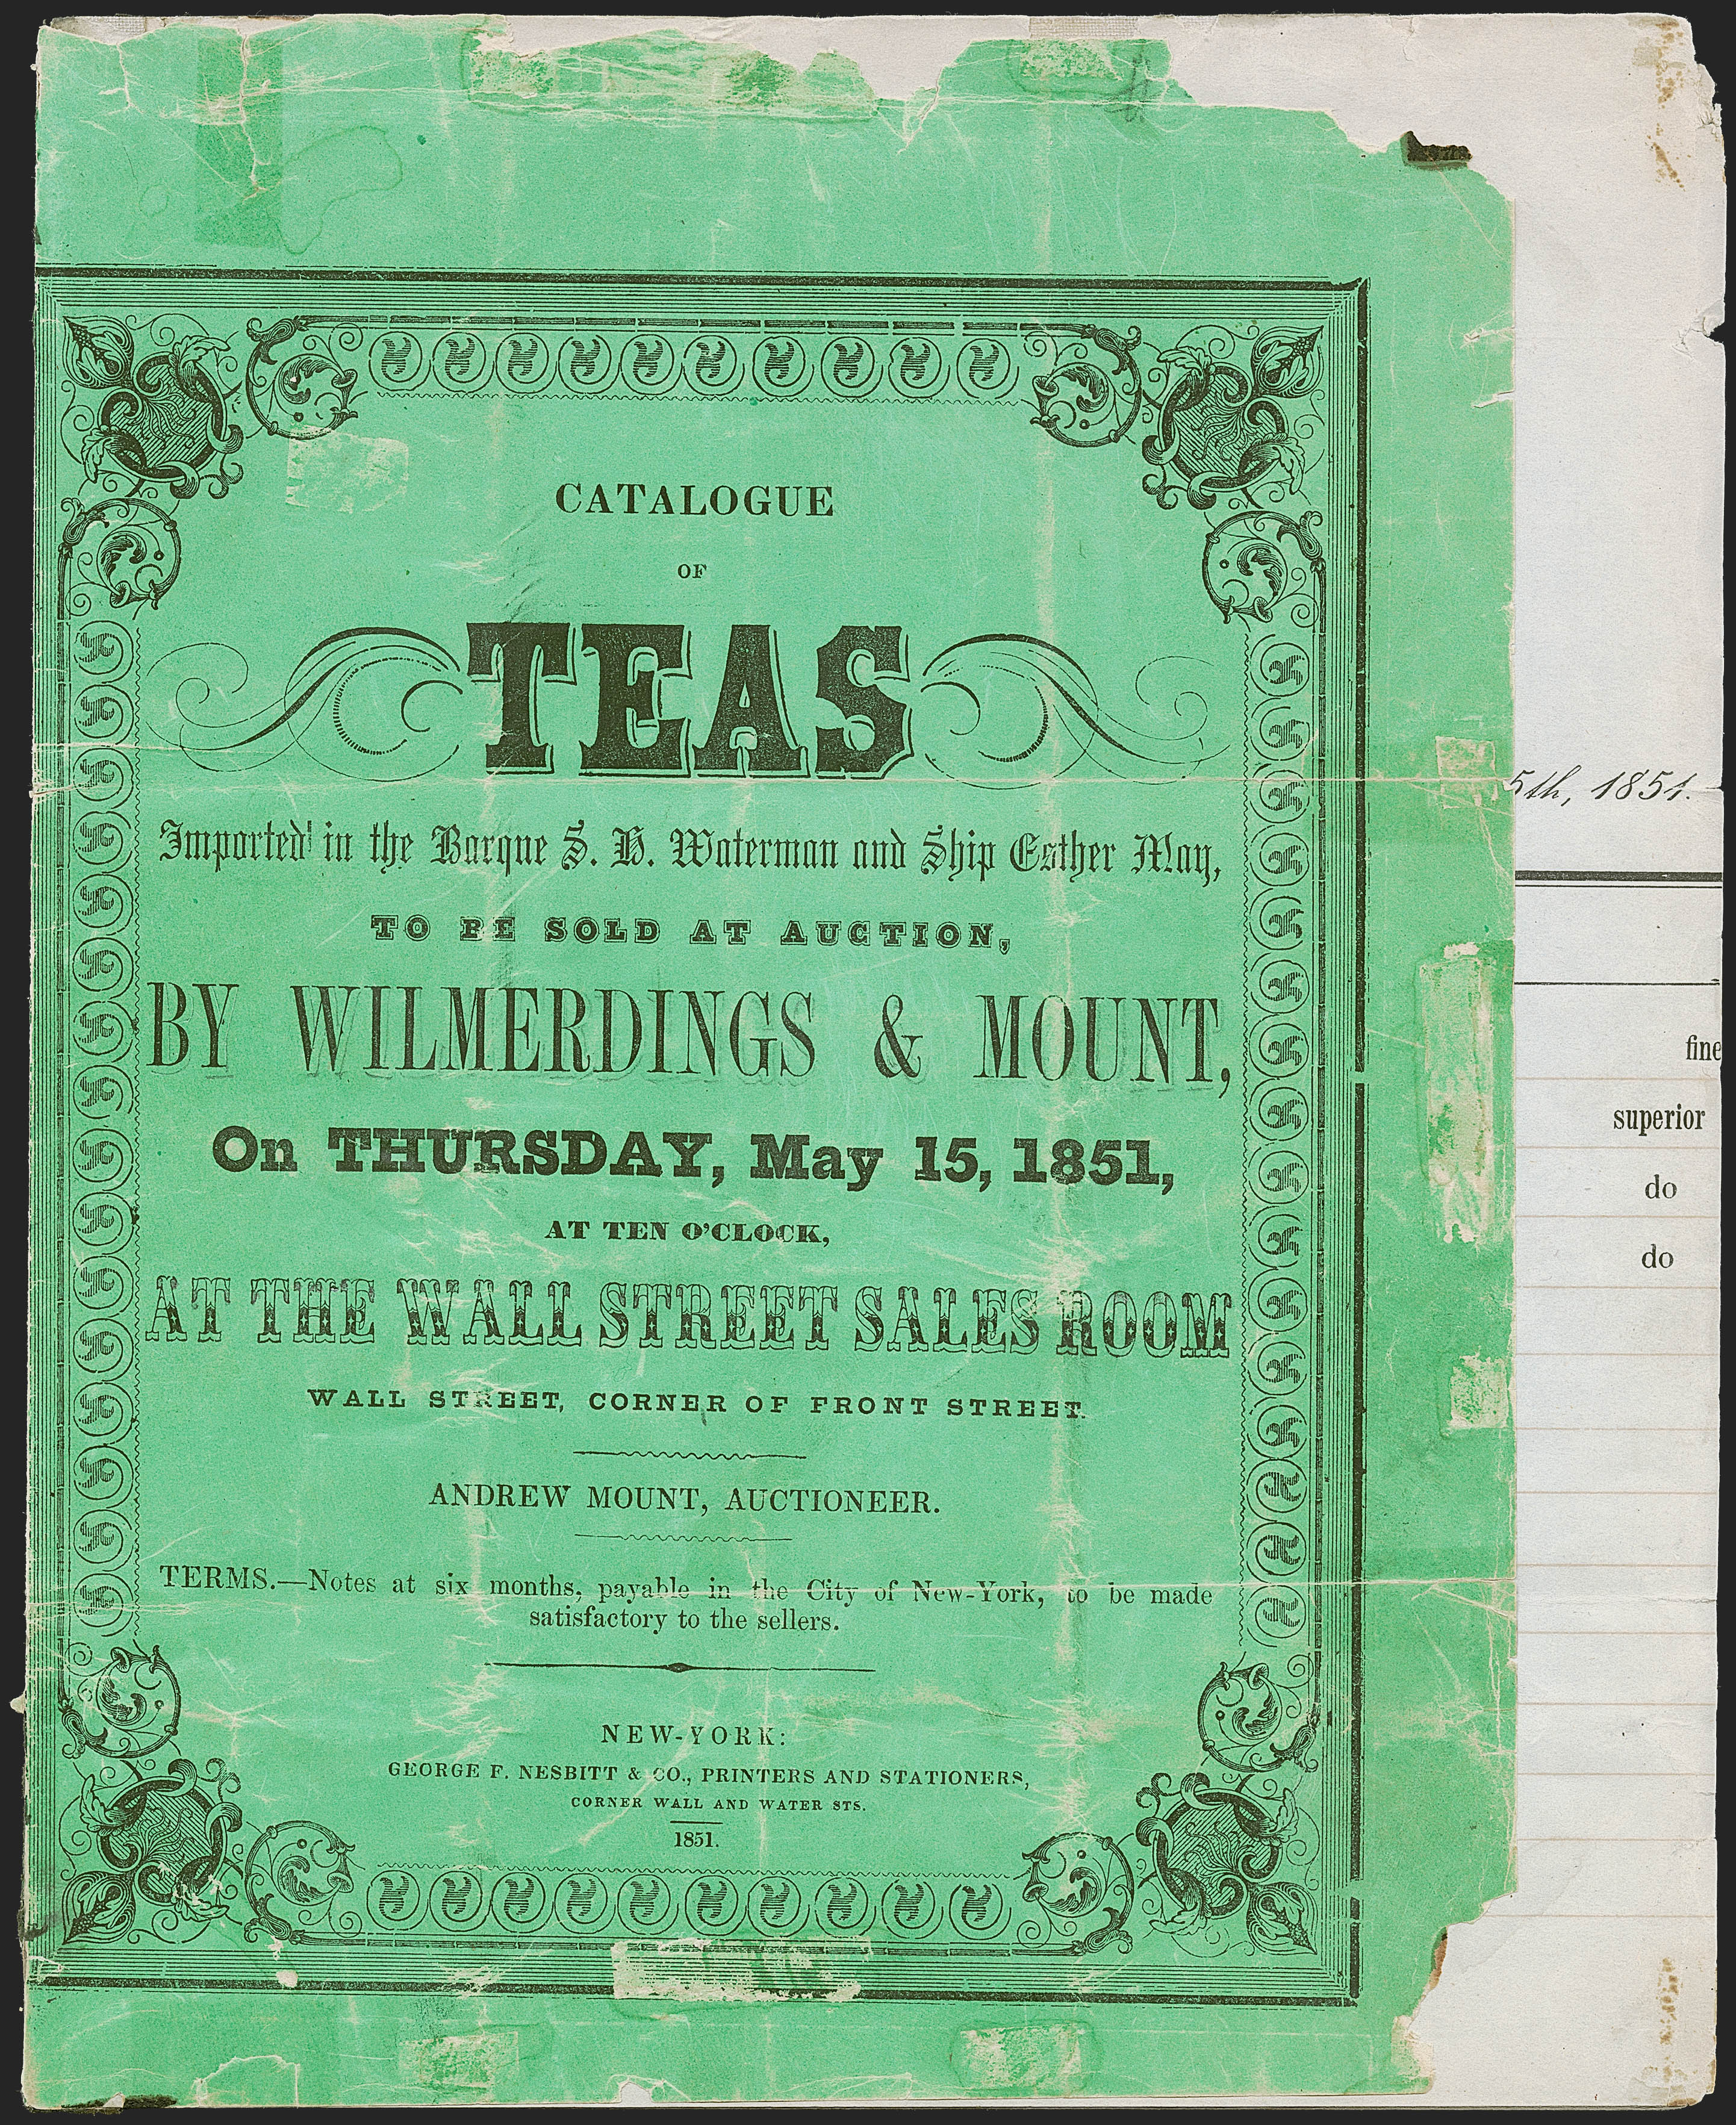 CATALOGUE
OF
TEAS
Imported in the Barque S. H. Waterman and Ship Esther May,
TO BE SOLD AT AUCTION,
BY WILMERDINGS & MOUNT,
On THURSDAY, May 15, 1851,
AT TEN O'CLOCK,
AT THE WALL STREET SALES ROOM
WALL STREET, CORNER OF FRONT STREET.
ANDREW MOUNT, AUCTIONEER.
TERMS.—Notes at six months, payable in the City of New-York, to be made
satisfactory to the sellers.
NEW-YORK:
GEORGE F. NESBITT & CO., PRINTERS AND STATIONERS,
CORNER WALL AND WATER STS.
1851.
5th, 1851.
fine
superior
do
do